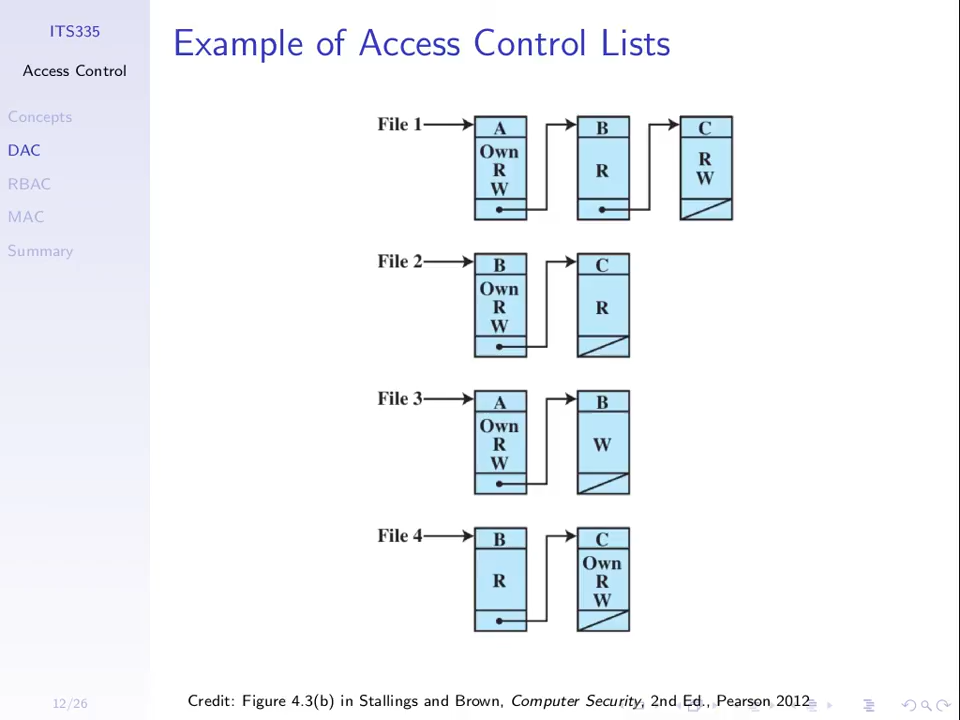 ITS335
Access Control
Concepts
DAC
RBAC
MAC
Summary
Example of Access Control Lists
File 1
A
Own
R
W
B
R
C
R
W
File 2
B
Own
R
W
C
R
File 3
A
Own
R
W
B
W
File 4
B
R
C
Own
R
W
12/26
Credit: Figure 4.3(b) in Stallings and Brown, Computer Security, 2nd Ed., Pearson 2012